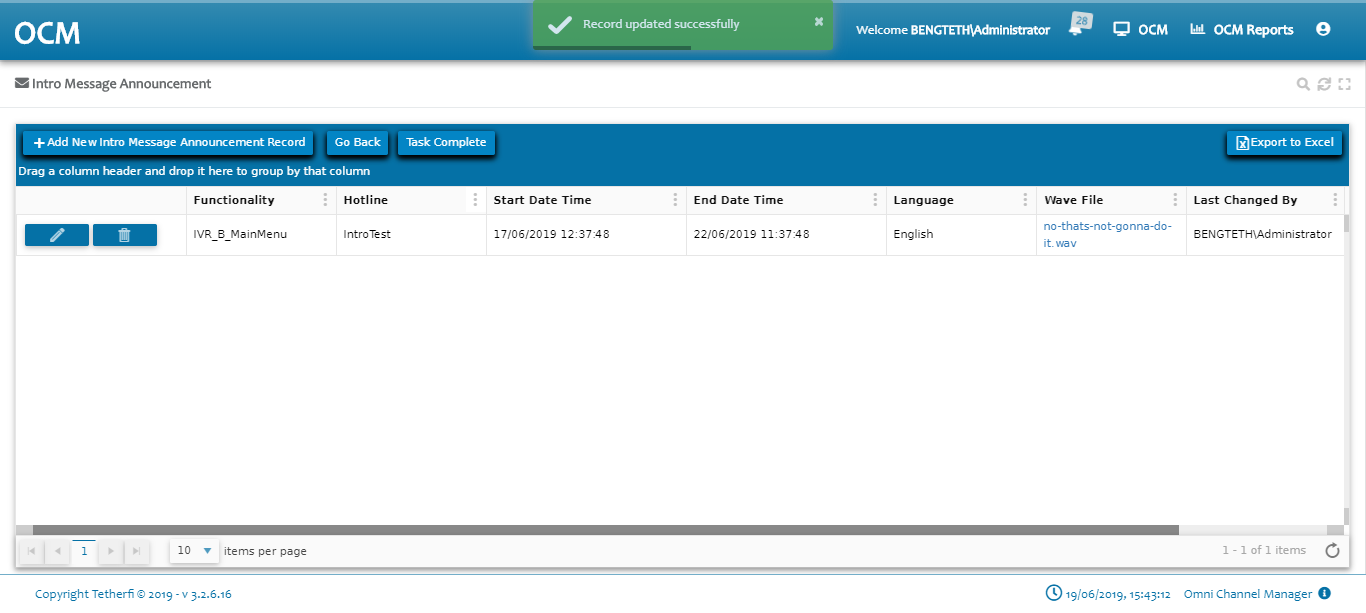 OCM
Record updated successfully
Welcome BENGTETH\Administrator
28
OCM
OCM Reports
Intro Message Announcement
Add New Intro Message Announcement Record
Go Back
Task Complete
Export to Excel
Drag a column header and drop it here to group by that column
Functionality
Hotline
Start Date Time
End Date Time
Language
Wave File
Last Changed By
IVR_B_MainMenu
IntroTest
17/06/2019 12:37:48
22/06/2019 11:37:48
English
no-thats-not-gonna-do-
it.wav
BENGTETH\Administrator
1
10
items per page
1 - 1 of 1 items
Copyright Tetherfi © 2019 - v 3.2.6.16
19/06/2019, 15:43:12
Omni Channel Manager